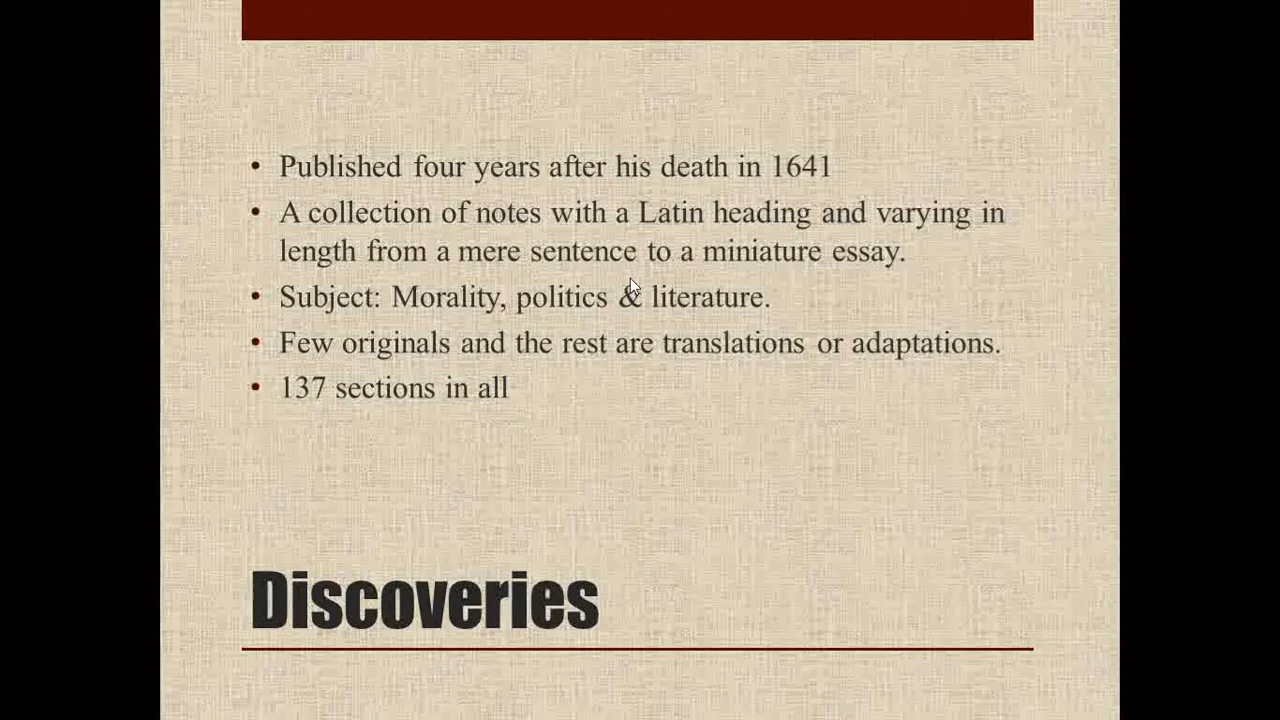 • Published four years after his death in 1641
• A collection of notes with a Latin heading and varying in
length from a mere sentence to a miniature essay.
• Subject: Morality, politics & literature.
• Few originals and the rest are translations or adaptations.
• 137 sections in all
Discoveries